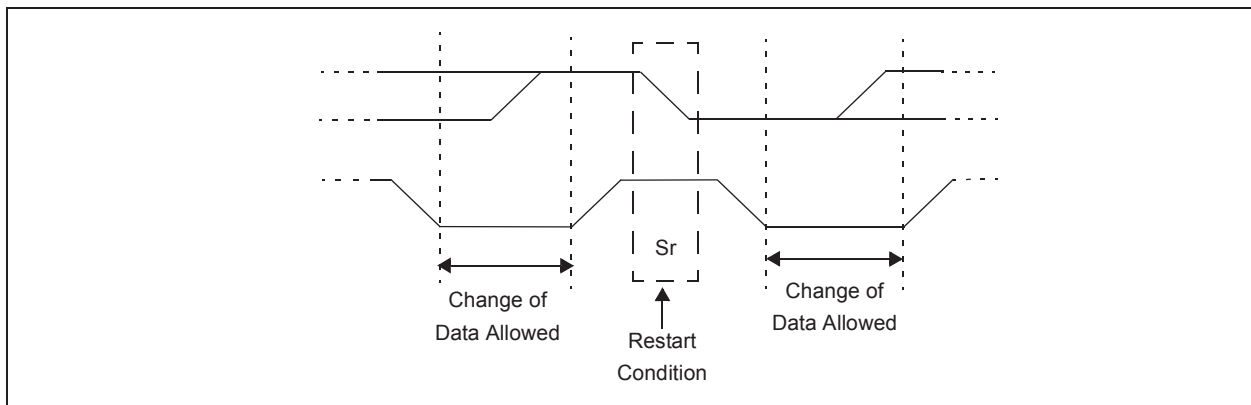 Sr
Change of
Data Allowed
Restart
Condition
Change of
Data Allowed